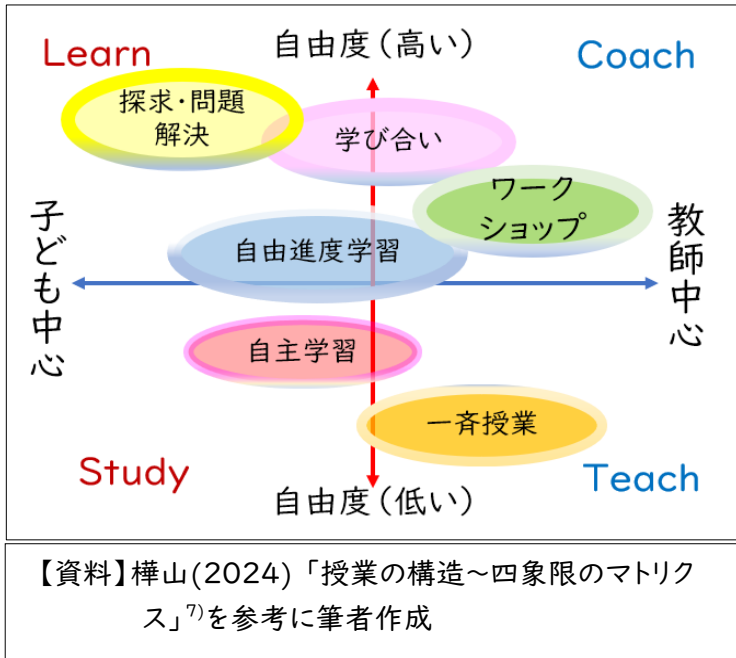 Learn
自由度(高い)
Coach
探求・問題
解決
学び合い
ワーク
ショップ
子ども中心
自由進度学習
教師中心
自主学習
一斉授業
Study
自由度(低い)
Teach
【資料】樺山(2024) 「授業の構造~四象限のマトリク
ス」7)を参考に筆者作成